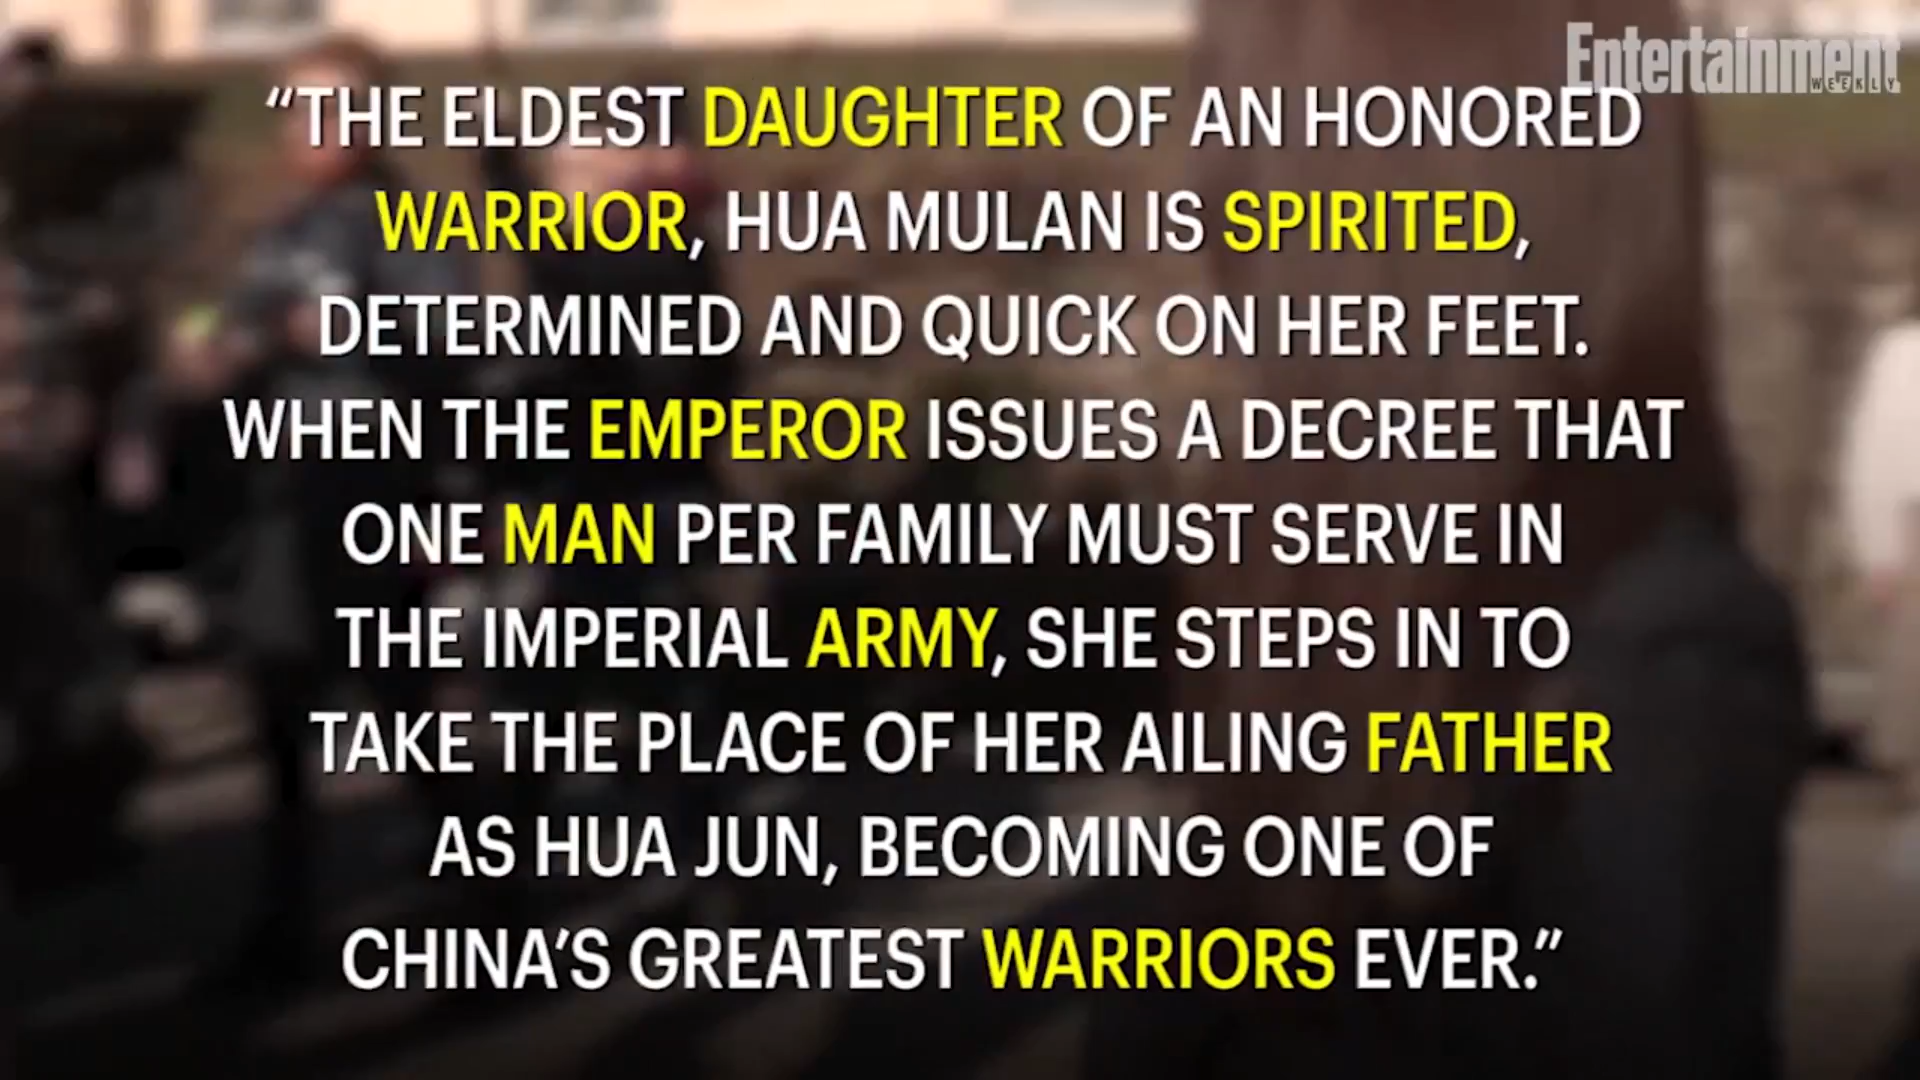 Entertainment
WEEKLY
“THE ELDEST DAUGHTER OF AN HONORED
WARRIOR, HUA MULAN IS SPIRITED,
DETERMINED AND QUICK ON HER FEET.
WHEN THE EMPEROR ISSUES A DECREE THAT
ONE MAN PER FAMILY MUST SERVE IN
THE IMPERIAL ARMY, SHE STEPS IN TO
TAKE THE PLACE OF HER AILING FATHER
AS HUA JUN, BECOMING ONE OF
CHINA’S GREATEST WARRIORS EVER.”